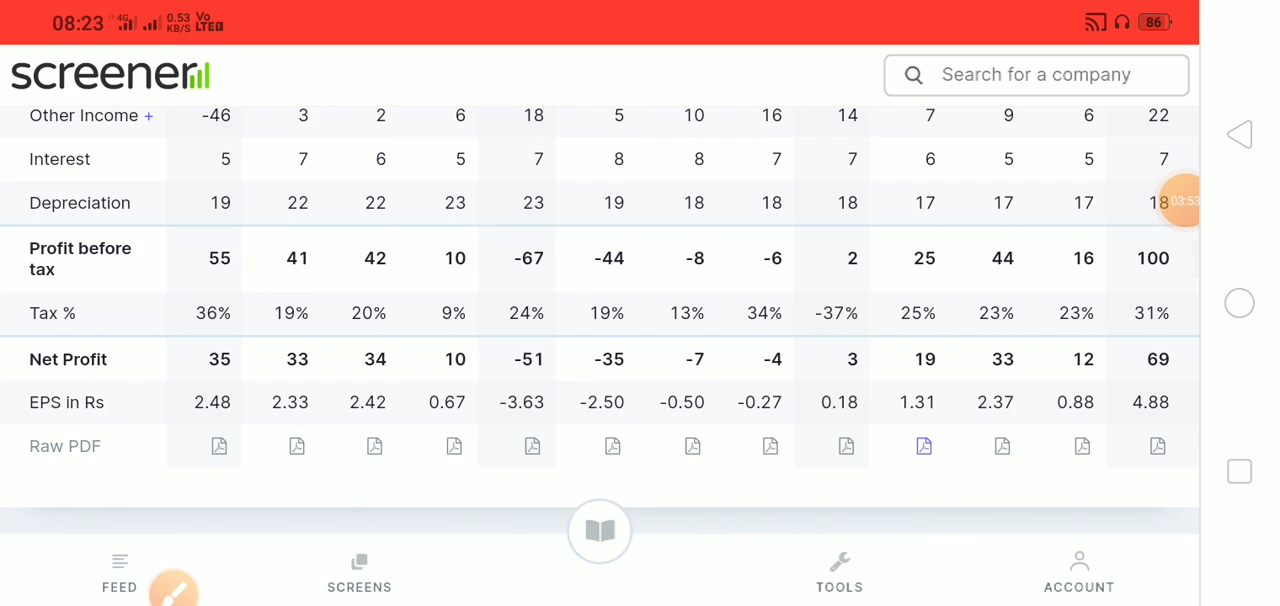 08:23 4G 0.53 KB/S Vo LTE 86
screener Search for a company
Other Income + -46 3 2 6 18 5 10 16 14 7 9 6 22
Interest 5 7 6 5 7 8 8 7 7 6 5 5 7
Depreciation 19 22 22 23 23 19 18 18 18 17 17 17 18
03:53
Profit before tax 55 41 42 10 -67 -44 -8 -6 2 25 44 16 100
Tax % 36% 19% 20% 9% 24% 19% 13% 34% -37% 25% 23% 23% 31%
Net Profit 35 33 34 10 -51 -35 -7 -4 3 19 33 12 69
EPS in Rs 2.48 2.33 2.42 0.67 -3.63 -2.50 -0.50 -0.27 0.18 1.31 2.37 0.88 4.88
Raw PDF
FEED SCREENS TOOLS ACCOUNT